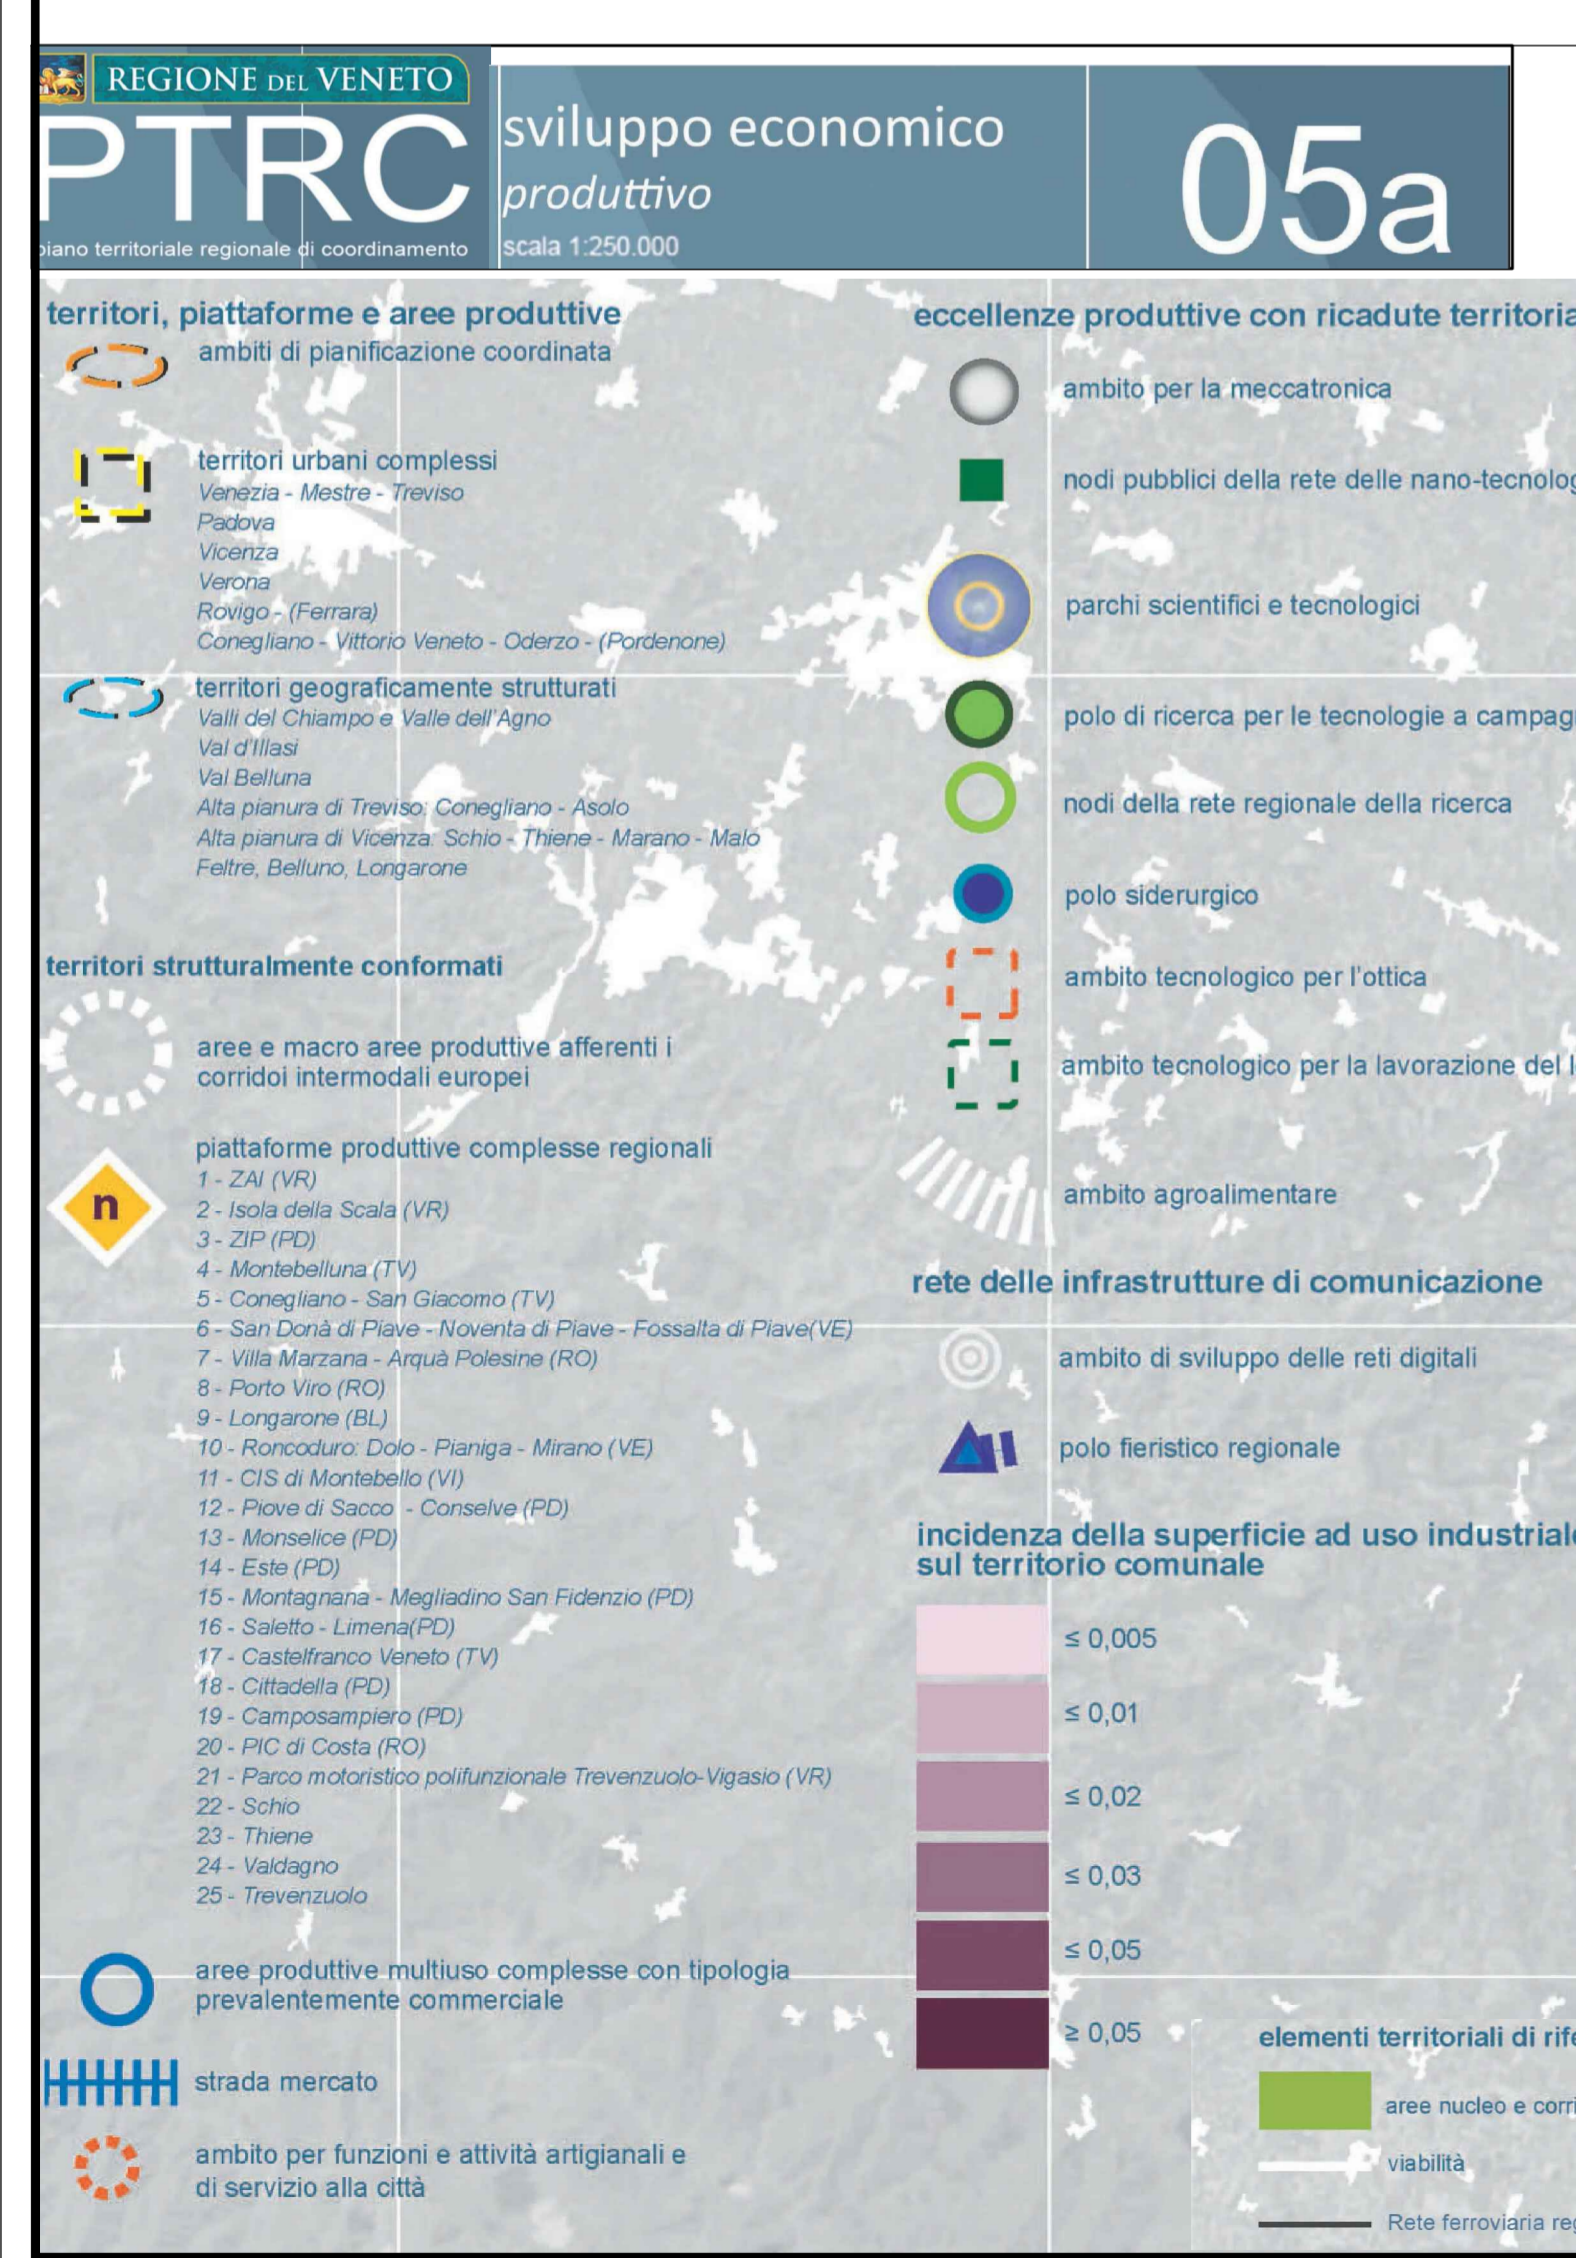 REGIONE DEL VENETO
PTRC
piano territoriale regionale di coordinamento
sviluppo economico
produttivo
scala 1:250.000
05a
territori, piattaforme e aree produttive
ambiti di pianificazione coordinata
territori urbani complessi
Venezia - Mestre - Treviso
Padova
Vicenza
Verona
Rovigo - (Ferrara)
Conegliano - Vittorio Veneto - Oderzo - (Pordenone)
territori geograficamente strutturati
Valli del Chiampo e Valle dell'Agno
Val d'Illasi
Val Belluna
Alta pianura di Treviso: Conegliano - Asolo
Alta pianura di Vicenza: Schio - Thiene - Marano - Malo
Feltre, Belluno, Longarone
territori strutturalmente conformati
aree e macro aree produttive afferenti i
corridoi intermodali europei
n
piattaforme produttive complesse regionali
1 - ZAI (VR)
2 - Isola della Scala (VR)
3 - ZIP (PD)
4 - Montebelluna (TV)
5 - Conegliano - San Giacomo (TV)
6 - San Donà di Piave - Noventa di Piave - Fossalta di Piave(VE)
7 - Villa Marzana - Arquà Polesine (RO)
8 - Porto Viro (RO)
9 - Longarone (BL)
10 - Roncoduro: Dolo - Pianiga - Mirano (VE)
11 - CIS di Montebello (VI)
12 - Piove di Sacco - Conselve (PD)
13 - Monselice (PD)
14 - Este (PD)
15 - Montagnana - Megliadino San Fidenzio (PD)
16 - Saletto - Limena(PD)
17 - Castelfranco Veneto (TV)
18 - Cittadella (PD)
19 - Camposampiero (PD)
20 - PIC di Costa (RO)
21 - Parco motoristico polifunzionale Trevenzuolo-Vigasio (VR)
22 - Schio
23 - Thiene
24 - Valdagno
25 - Trevenzuolo
aree produttive multiuso complesse con tipologia
prevalentemente commerciale
strada mercato
ambito per funzioni e attività artigianali e
di servizio alla città
eccellenze produttive con ricadute territoria
ambito per la meccatronica
nodi pubblici della rete delle nano-tecnolog
parchi scientifici e tecnologici
polo di ricerca per le tecnologie a campag
nodi della rete regionale della ricerca
polo siderurgico
ambito tecnologico per l'ottica
ambito tecnologico per la lavorazione del l
ambito agroalimentare
rete delle infrastrutture di comunicazione
ambito di sviluppo delle reti digitali
polo fieristico regionale
incidenza della superficie ad uso industriale
sul territorio comunale
≤ 0,005
≤ 0,01
≤ 0,02
≤ 0,03
≤ 0,05
≥ 0,05
elementi territoriali di rife
aree nucleo e corri
viabilità
Rete ferroviaria reg